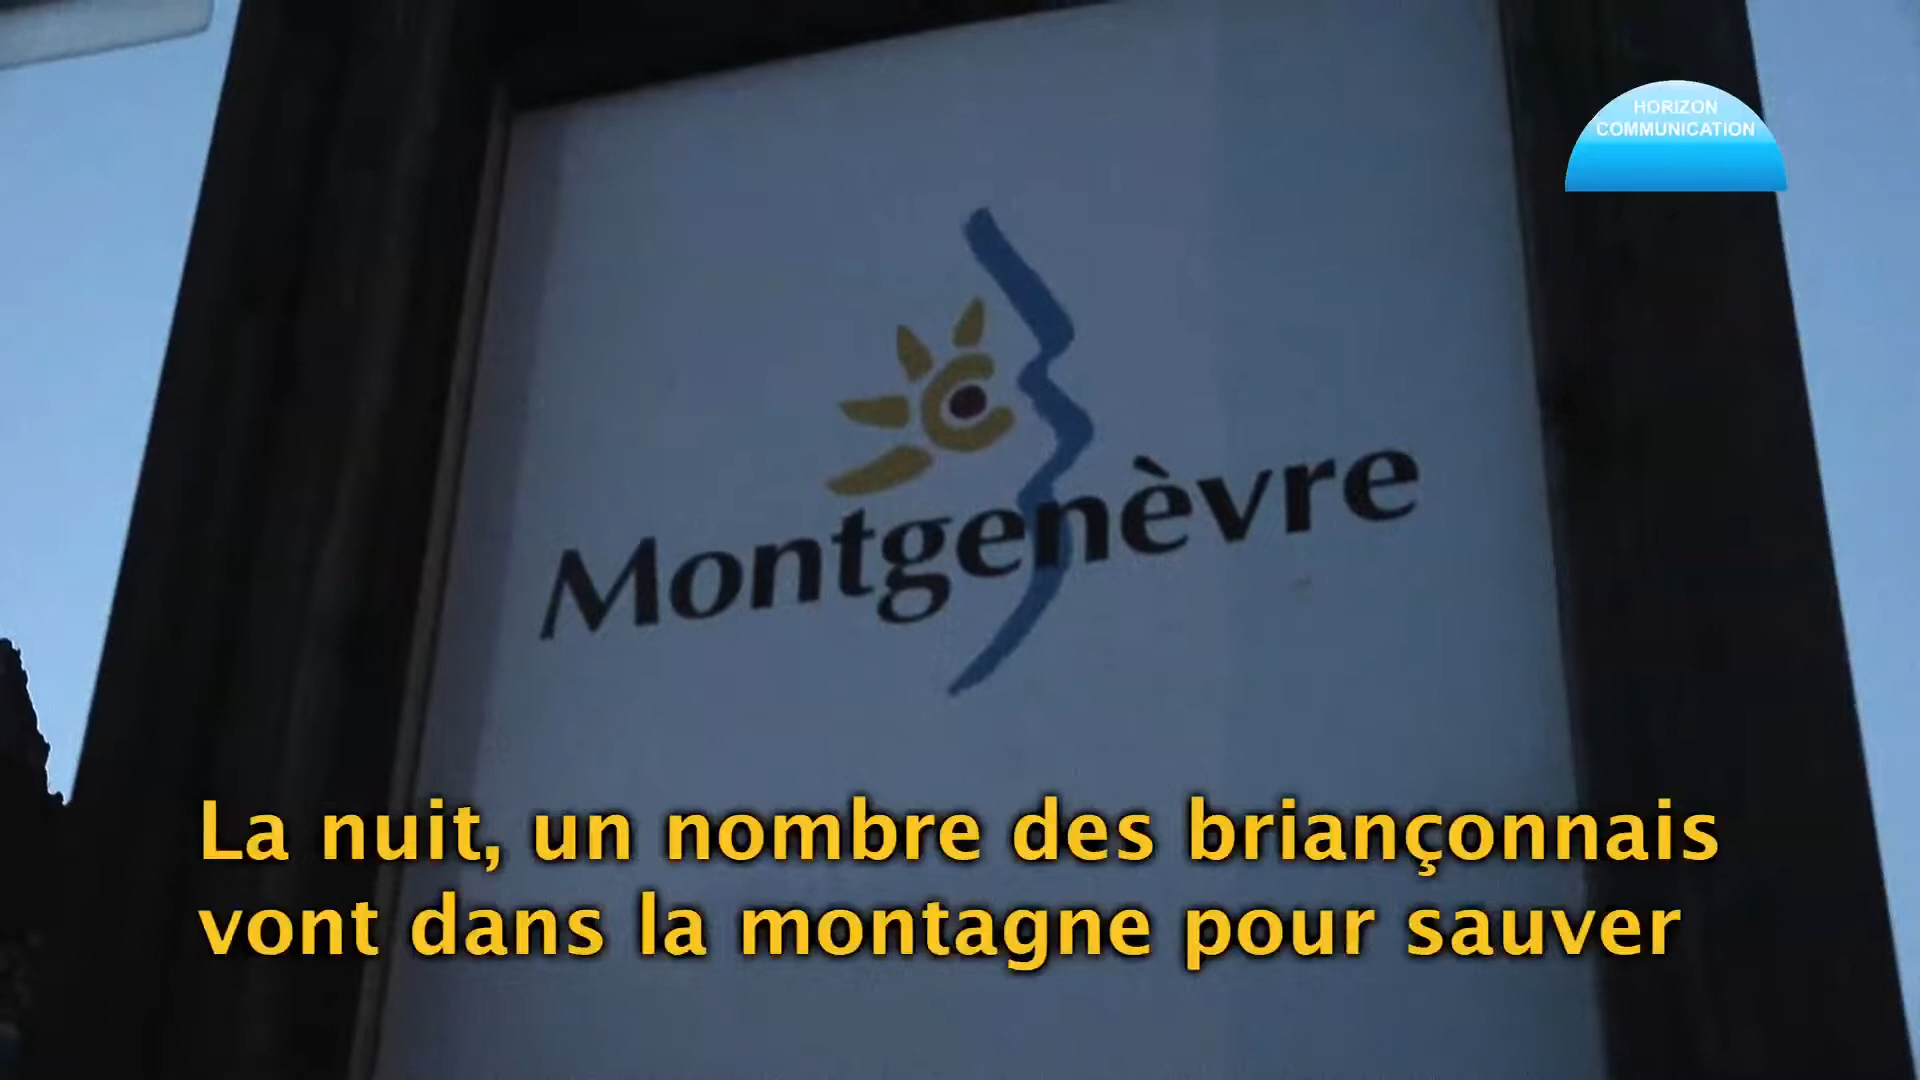 HORIZON
COMMUNICATION
Montgenèvre
La nuit, un nombre des briançonnais
vont dans la montagne pour sauver